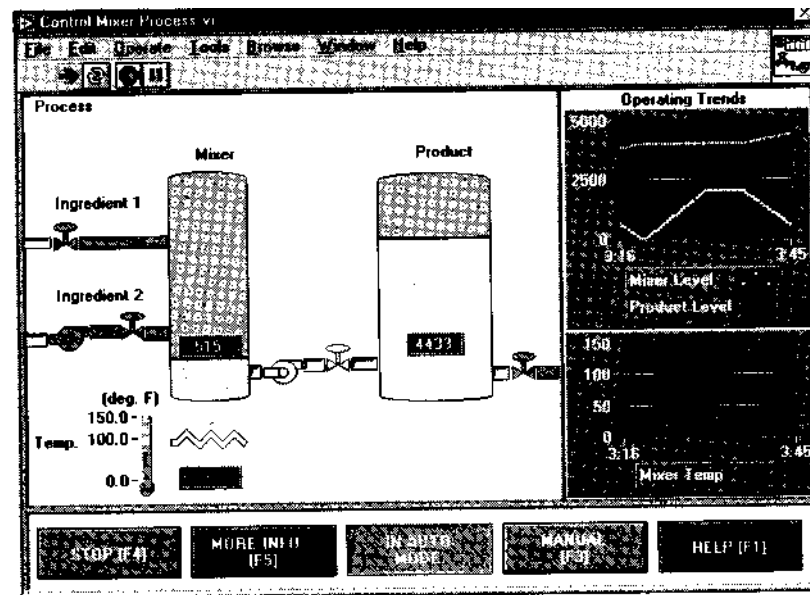 Control Mixer Process.vi
File Edit Operate Tools Browse Window Help
Process
Operating Trends
Mixer
Product
Ingredient 1
Ingredient 2
515
4433
(deg. F)
150.0
Temp. 100.0
0.0
5000
2500
0
3:16 3:45
Mixer Level
Product Level
150
100
50
0
3:16 3:45
Mixer Temp
STOP [F4]
MORE INFO [F5]
IN AUTO MODE
MANUAL [F3]
HELP [F1]